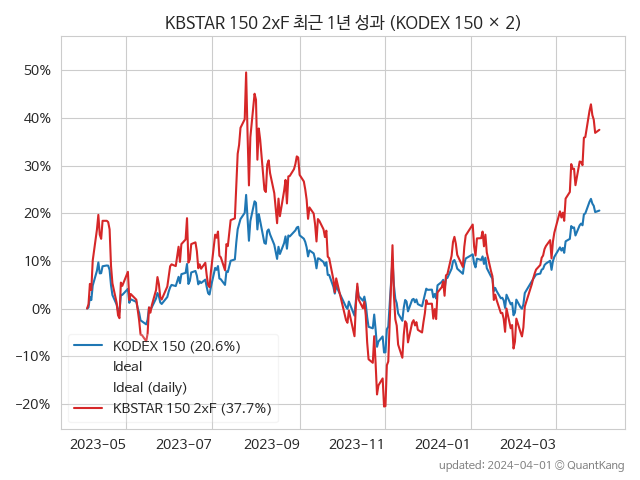 KBSTAR 150 2xF 최근 1년 성과 (KODEX 150 × 2)
50%
40%
30%
20%
10%
0%
−10%
−20%
KODEX 150 (20.6%)
Ideal
Ideal (daily)
KBSTAR 150 2xF (37.7%)
2023-05
2023-07
2023-09
2023-11
2024-01
2024-03
updated: 2024-04-01 © QuantKang